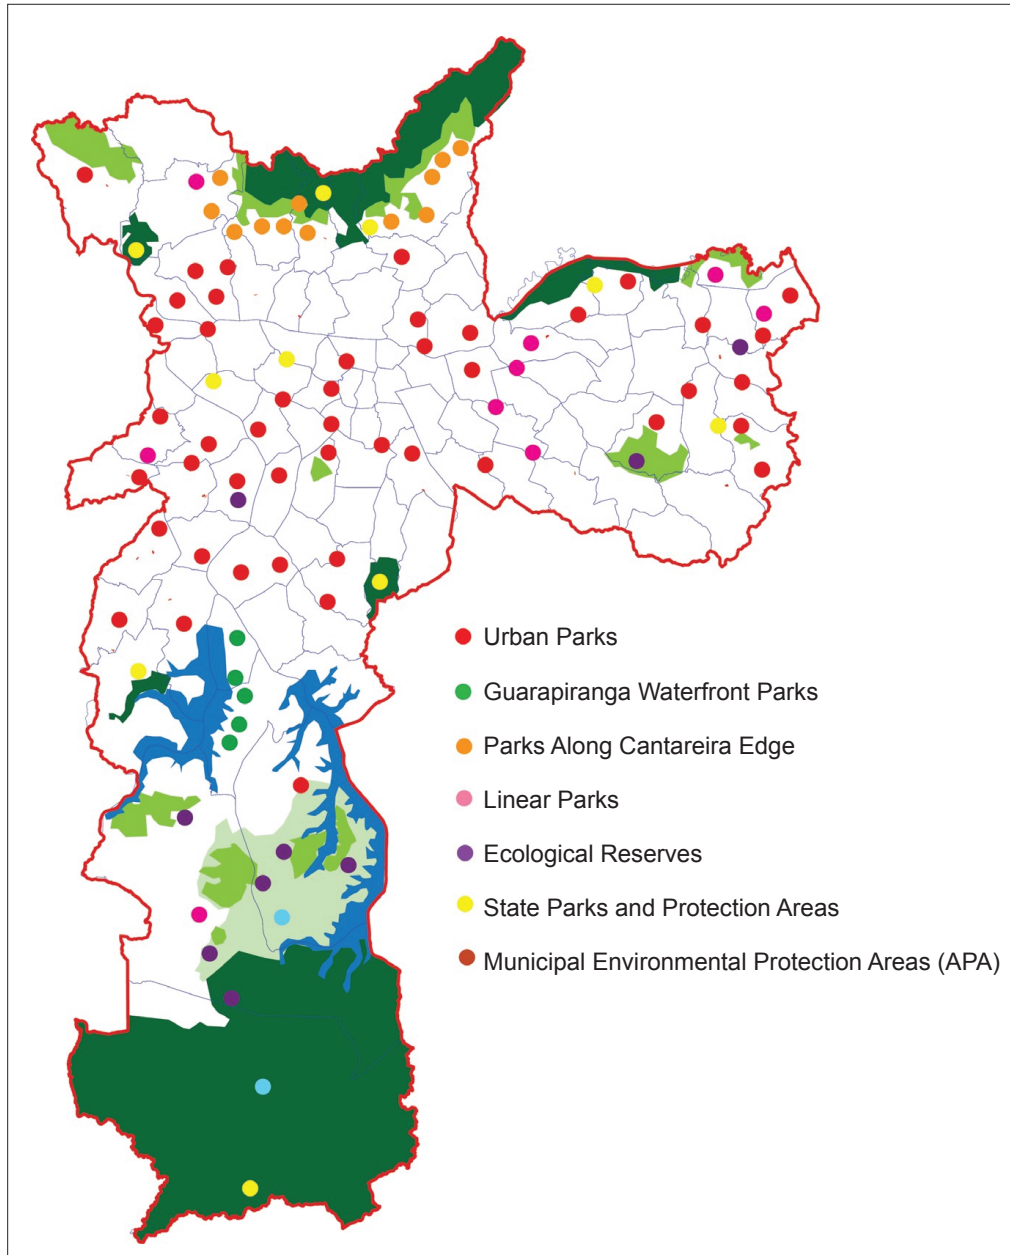 Urban Parks
Guarapiranga Waterfront Parks
Parks Along Cantareira Edge
Linear Parks
Ecological Reserves
State Parks and Protection Areas
Municipal Environmental Protection Areas (APA)